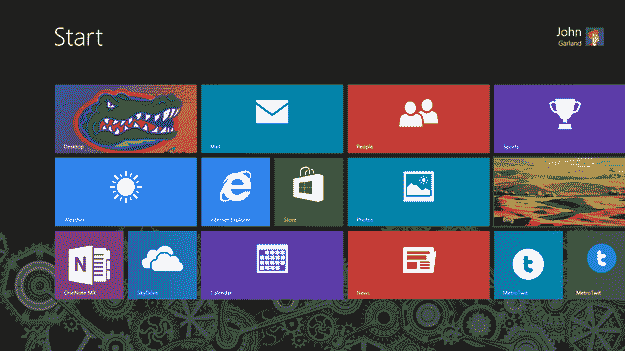 Start
John
Garland
Desktop
Mail
People
Sports
Weather
Internet Explorer
Store
Photos
N
OneNote MX
SkyDrive
Calendar
News
MetroTwit
MetroTwit